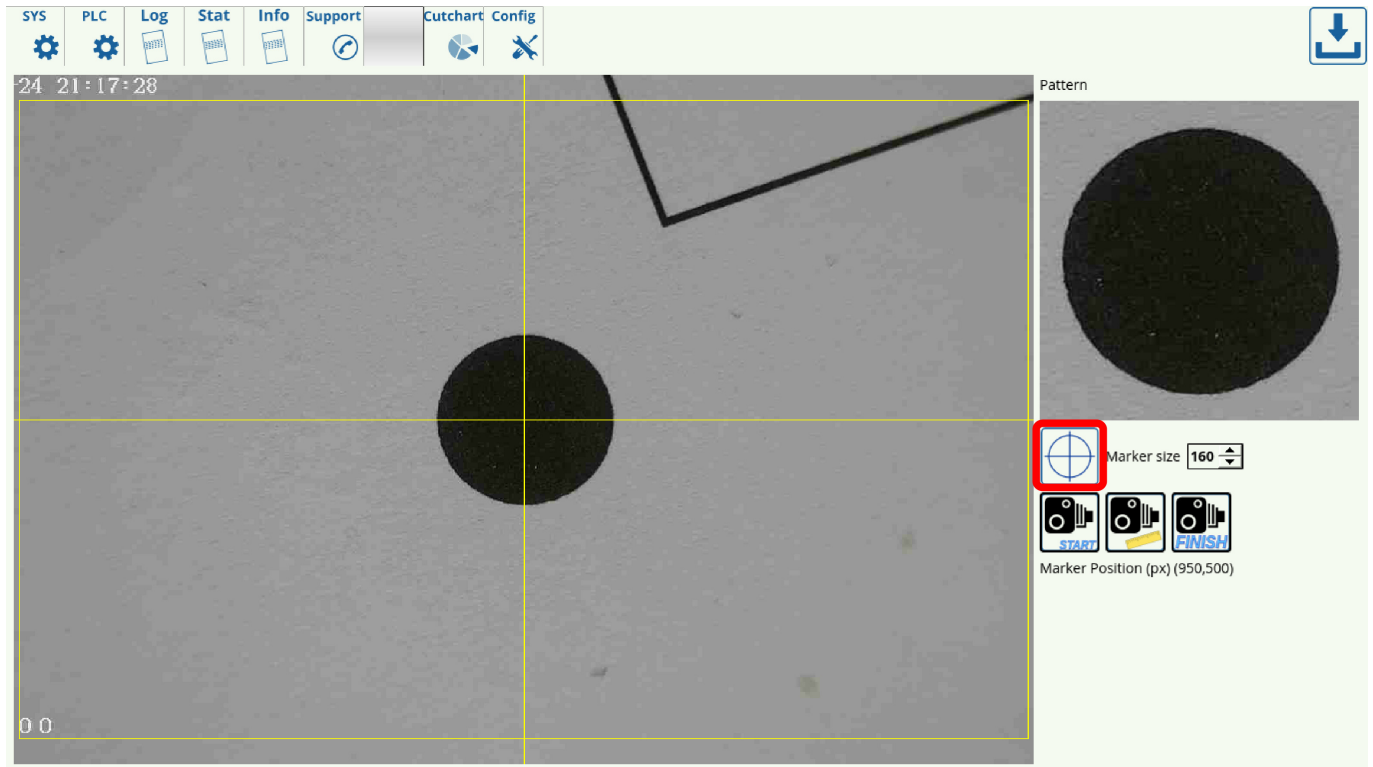 SYS PLC Log Stat Info Support Cutchart Config
-24 21:17:28
Pattern
Marker size 160
START FINISH
Marker Position (px) (950,500)
0 0